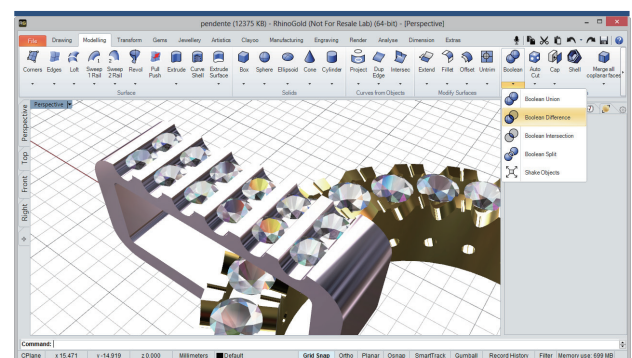 pendente (12375 KB) - RhinoGold (Not For Resale Lab) (64-bit) - [Perspective]
File Drawing Modelling Transform Gems Jewellery Artistics Clayoo Manufacturing Engraving Render Analyse Dimension Extras
Corners Edges Loft Sweep 1 Rail Sweep 2 Rail Revol Pull Push Extrude Curve Shell Extrude Surface Box Sphere Ellipsoid Cone Cylinder Project Dup Edge Intersec Extend Fillet Offset Untrim Boolean Auto Cut Cap Shell Merge all coplanar faces
Surface Solids Curves from Objects Modify Surfaces
Perspective
Boolean Union
Boolean Difference
Boolean Intersection
Boolean Split
Shake Objects
Perspective
Top
Front
Right
Command:
CPlane x 15.471 y -14.919 z 0.000 Millimeters Default Grid Snap Ortho Planar Osnap SmartTrack Gumball Record History Filter Memory use: 699 MB